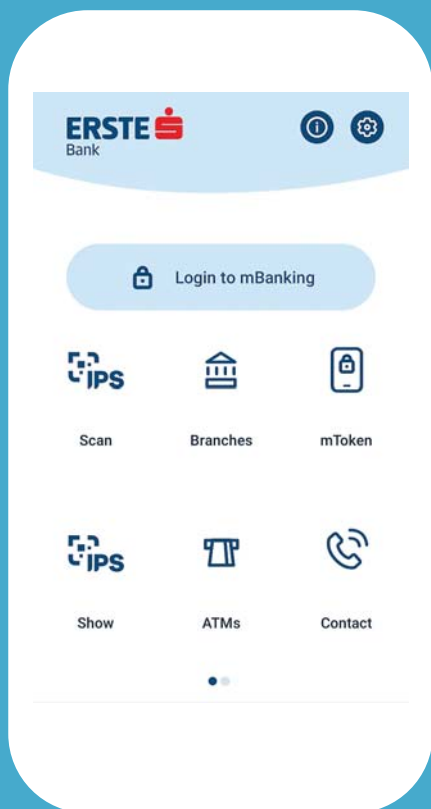 ERSTE
Bank
Login to mBanking
IPS
Scan Branches mToken
IPS
Show ATMs Contact